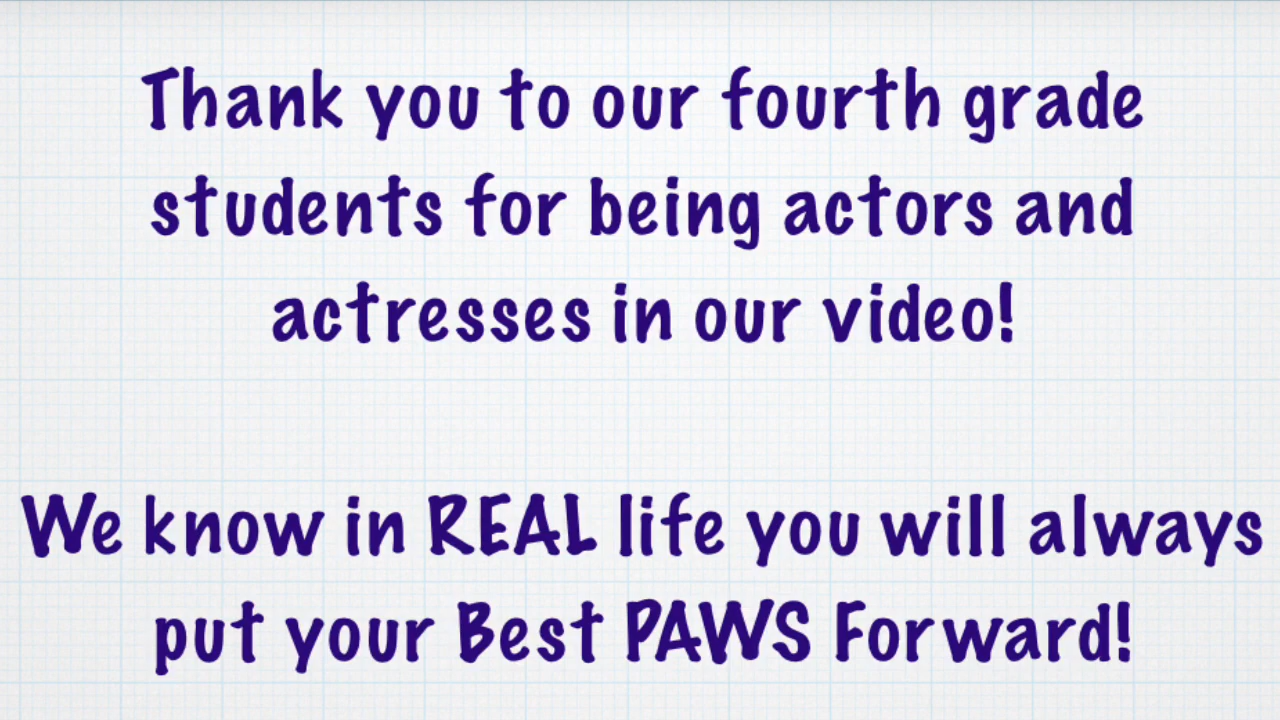 Thank you to our fourth grade
students for being actors and
actresses in our video!
We know in REAL life you will always
put your Best PAWS Forward!